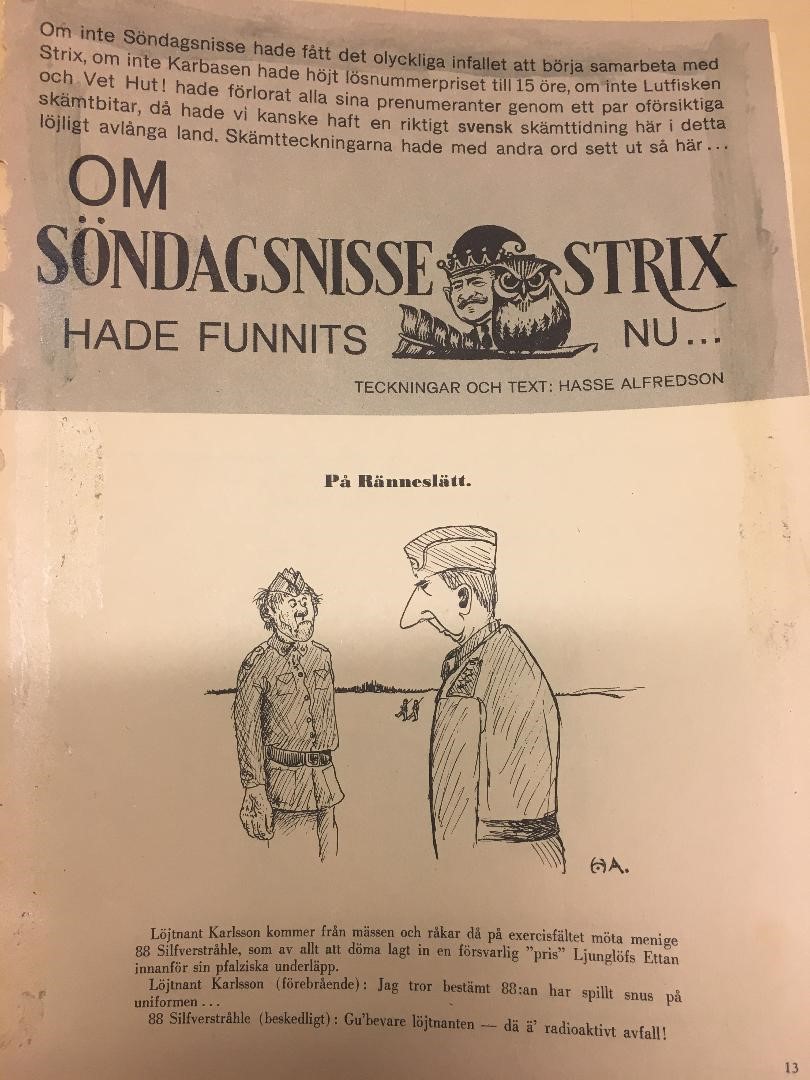 Om inte Söndagsnisse hade fått det olyckliga infallet att börja samarbeta med
Strix, om inte Karbasen hade höjt lösnummerpriset till 15 öre, om inte Lutfisken
och Vet Hut! hade förlorat alla sina prenumeranter genom ett par oförsiktiga
skämtbitar, då hade vi kanske haft en riktigt svensk skämttidning här i detta
löjligt avlånga land. Skämtteckningarna hade med andra ord sett ut så här...
OM
SÖNDAGSNISSE STRIX
HADE FUNNITS NU...
TECKNINGAR OCH TEXT: HASSE ALFREDSON
På Ränneslätt.
HA.
Löjtnant Karlsson kommer från mässen och råkar då på exercisfältet möta menige
88 Silfverstråhle, som av allt att döma lagt in en försvarlig ”pris” Ljunglöfs Ettan
innanför sin pfalziska underläpp.
Löjtnant Karlsson (förebrående): Jag tror bestämt 88:an har spillt snus på
uniformen ...
88 Silfverstråhle (beskedligt): Gu'bevare löjtnanten — dä ä' radioaktivt avfall!
13